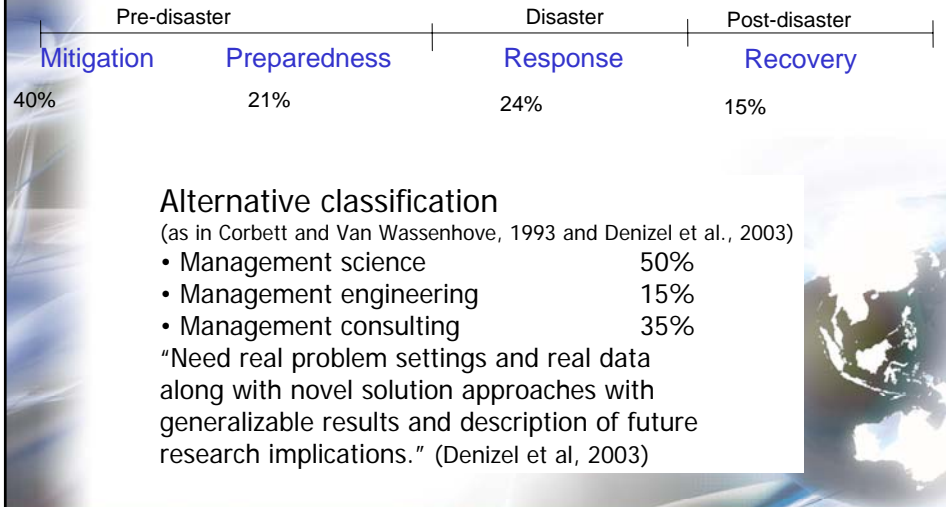 Pre-disaster Disaster Post-disaster
Mitigation Preparedness Response Recovery
40% 21% 24% 15%
Alternative classification
(as in Corbett and Van Wassenhove, 1993 and Denizel et al., 2003)
• Management science 50%
• Management engineering 15%
• Management consulting 35%
“Need real problem settings and real data
along with novel solution approaches with
generalizable results and description of future
research implications.” (Denizel et al, 2003)